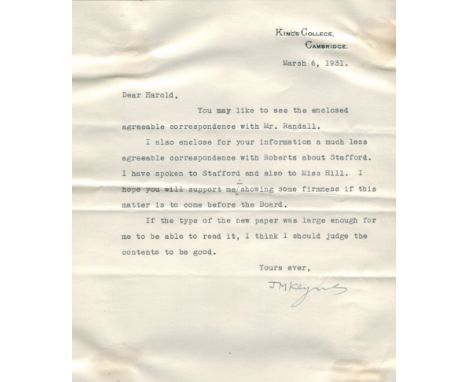 King's College,
Cambridge.
March 6, 1931.
Dear Harold,
You may like to see the enclosed
agreeable correspondence with Mr. Randall.
I also enclose for your information a much less
agreeable correspondence with Roberts about Stafford.
I have spoken to Stafford and also to Miss Hill. I
hope you will support me/showing some firmness if this
matter is to come before the Board.
If the type of the new paper was large enough for
me to be able to read it, I think I should judge the
contents to be good.
Yours ever,
JMKeynes